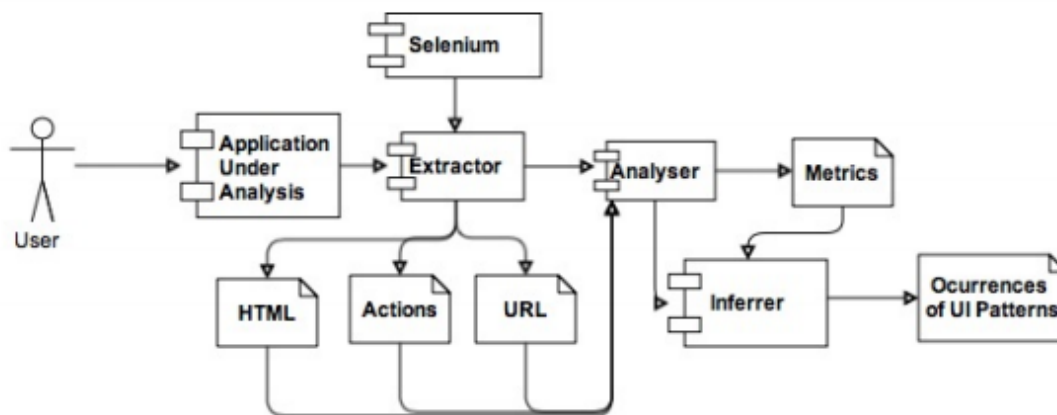 Selenium
Application
Under
Analysis
Extractor
Analyser
Metrics
User
HTML
Actions
URL
Inferrer
Ocurrences
of UI Patterns